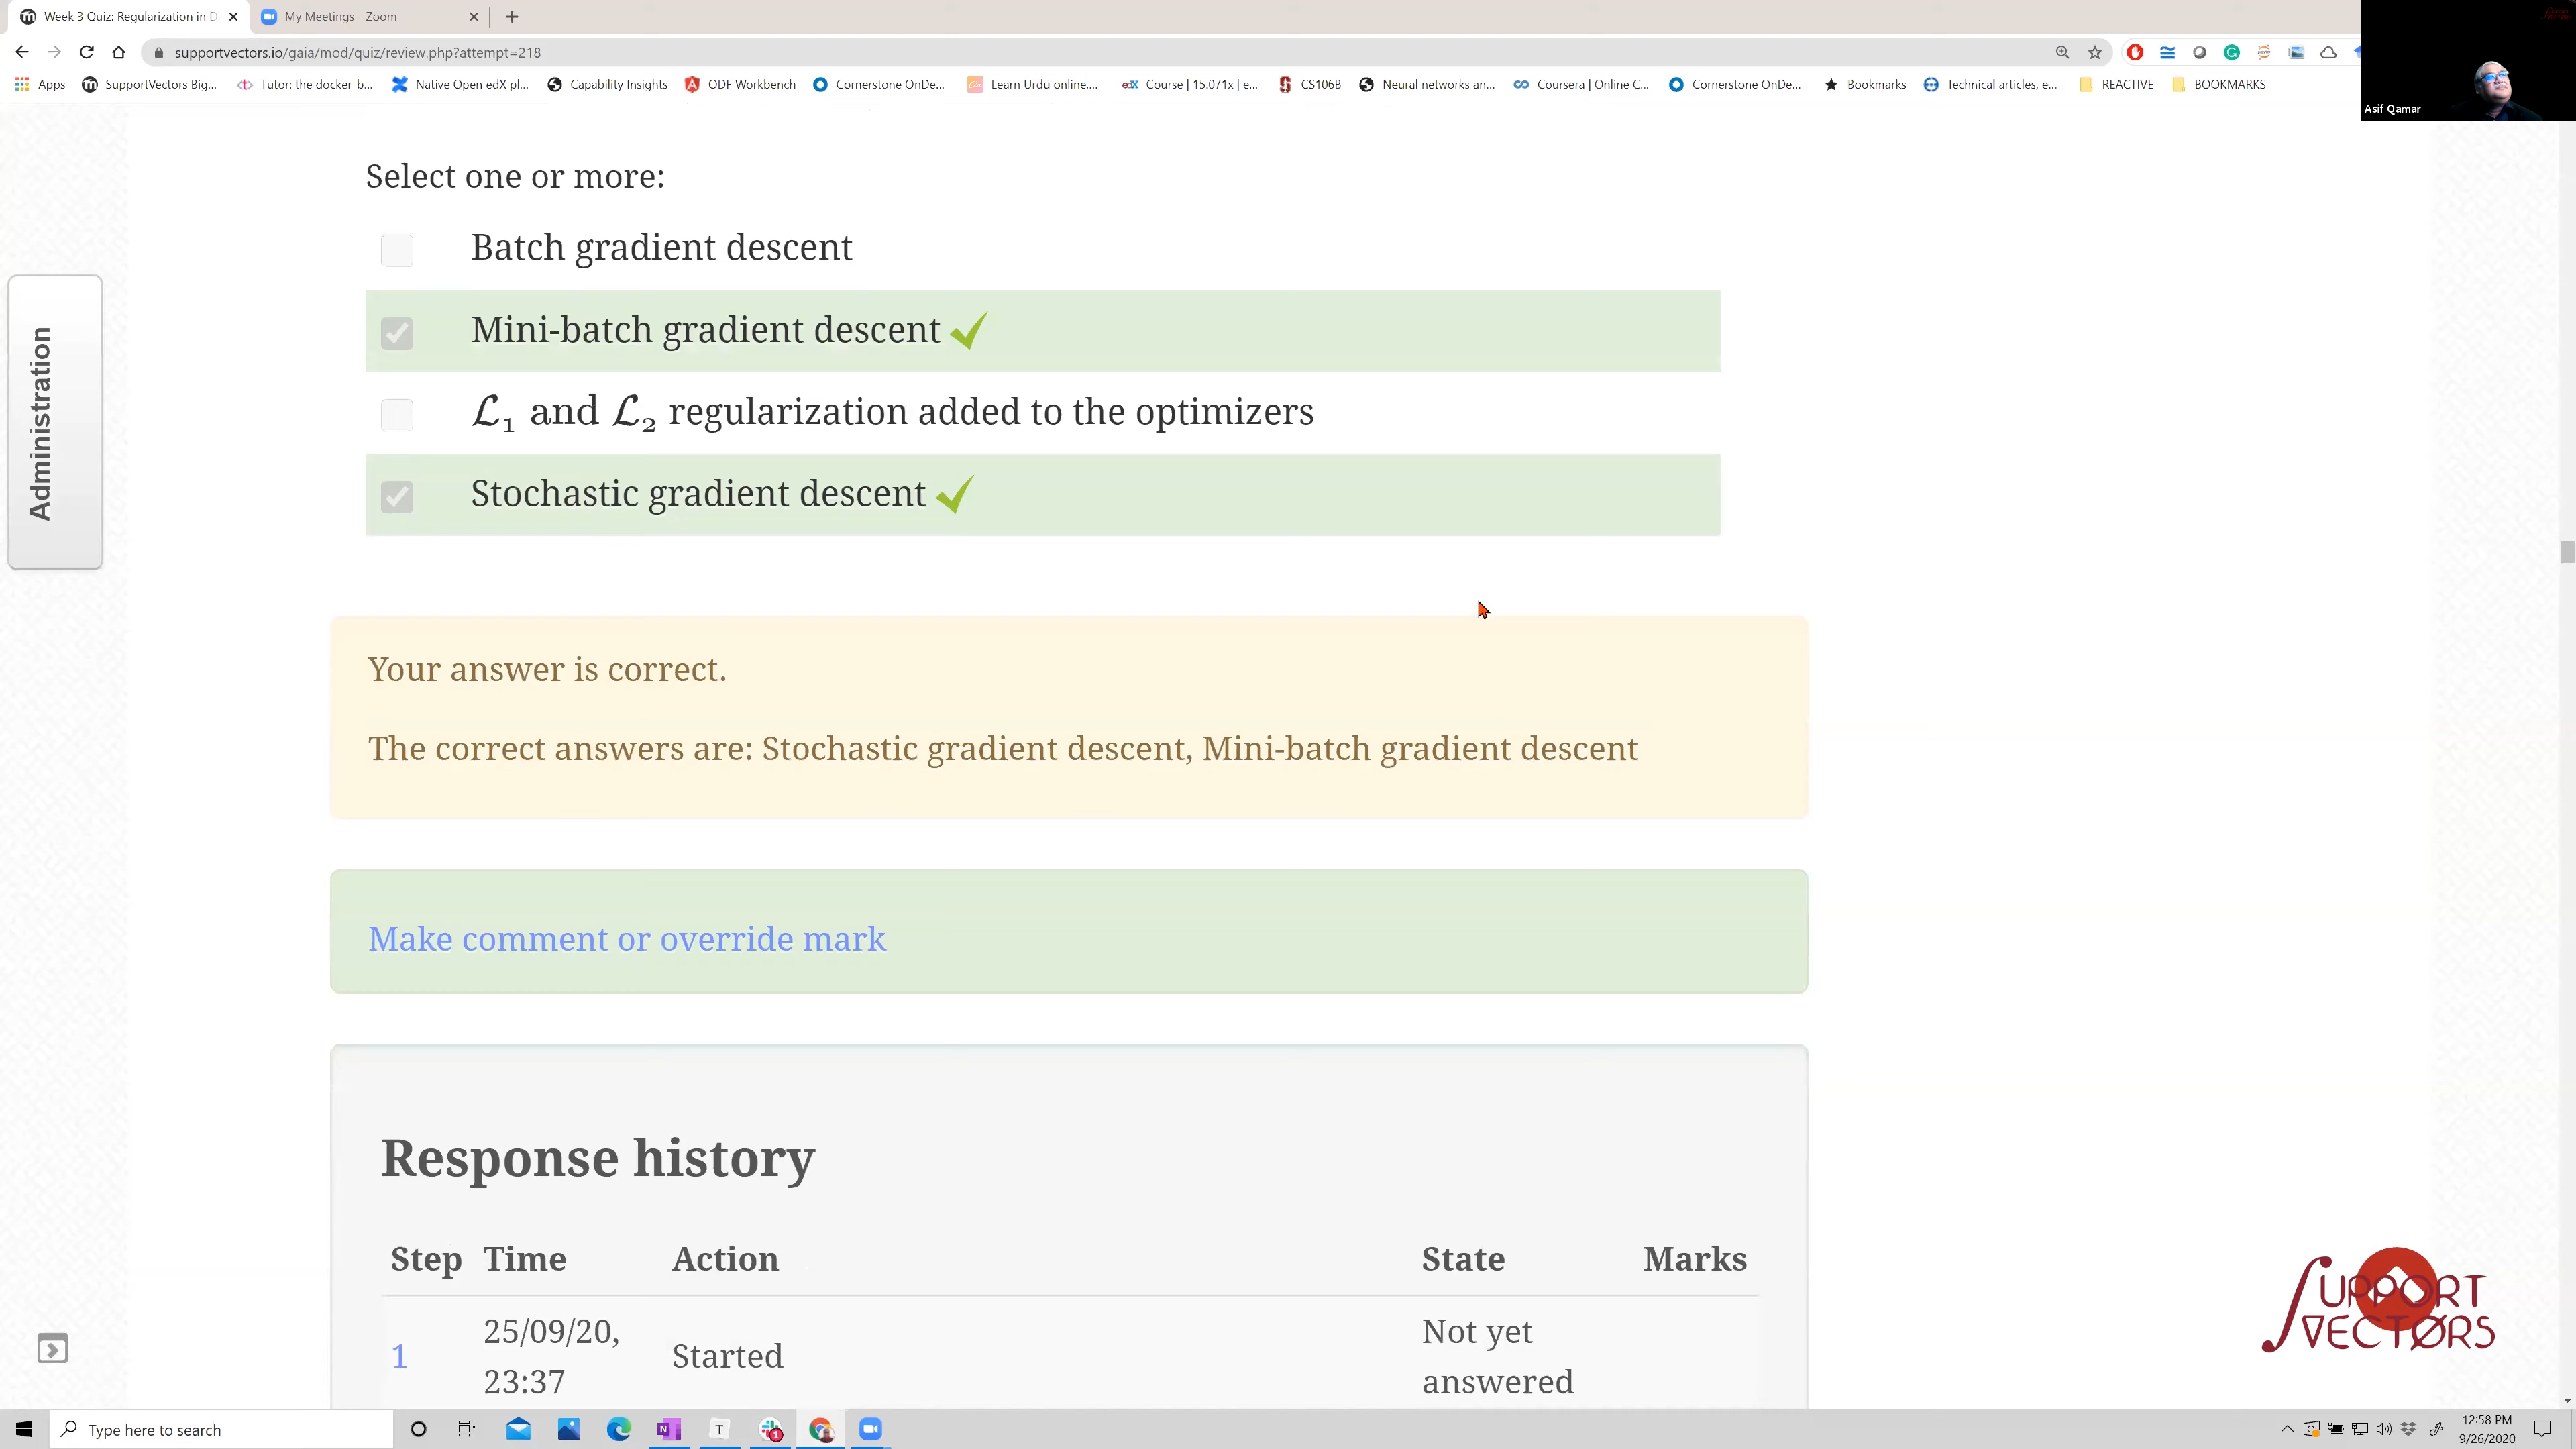 Week 3 Quiz: Regularization in D
My Meetings - Zoom
supportvectors.io/gaia/mod/quiz/review.php?attempt=218
Apps
SupportVectors Big...
Tutor: the docker-b...
Native Open edX pl...
Capability Insights
ODF Workbench
Cornerstone OnDe...
Learn Urdu online,...
Course | 15.071x | e...
CS106B
Neural networks an...
Coursera | Online C...
Cornerstone OnDe...
Bookmarks
Technical articles, e...
REACTIVE
BOOKMARKS
Asif Qamar
Administration
Select one or more:
Batch gradient descent
Mini-batch gradient descent
ℒ₁ and ℒ₂ regularization added to the optimizers
Stochastic gradient descent
Your answer is correct.
The correct answers are: Stochastic gradient descent, Mini-batch gradient descent
Make comment or override mark
Response history
Step Time Action State Marks
25/09/20, Not yet
1 Started
23:37 answered
SUPPORT
VECTORS
Type here to search
12:58 PM
9/26/2020